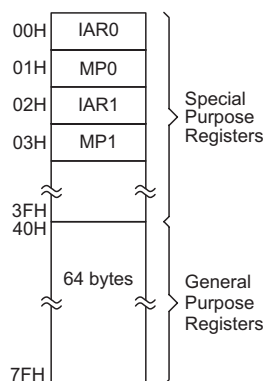 00H IAR0
01H MP0
02H IAR1
03H MP1
Special
Purpose
Registers
3FH
40H
64 bytes
General
Purpose
Registers
7FH